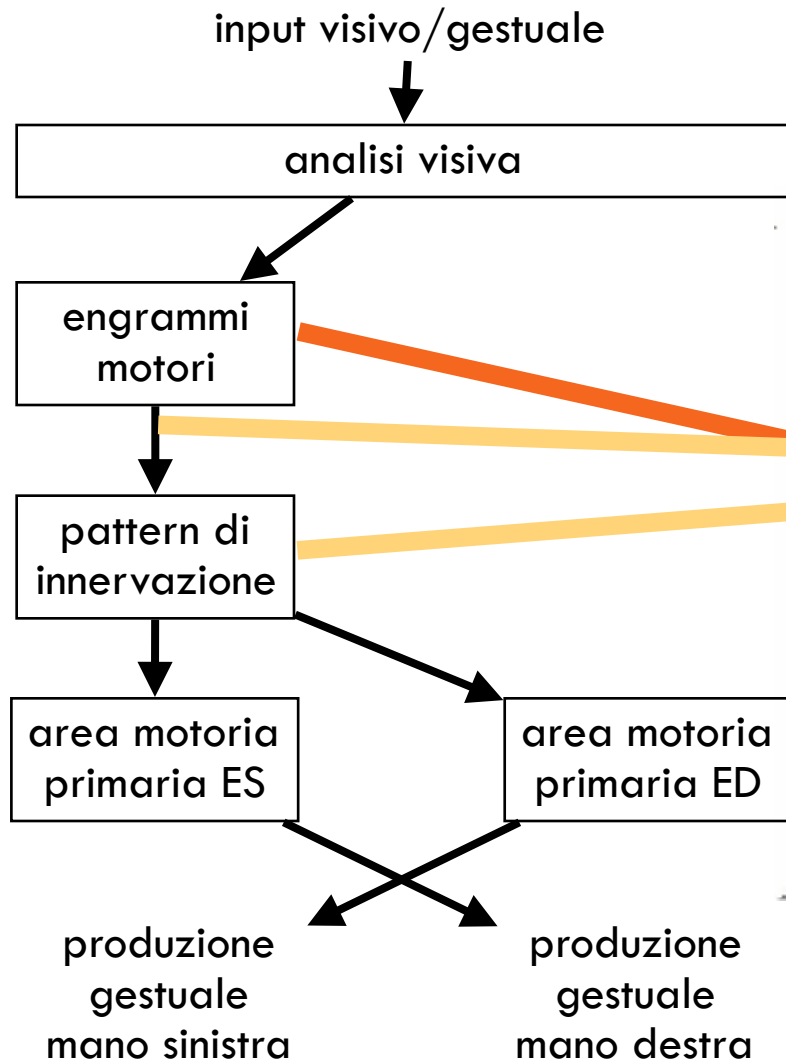 input visivo/gestuale
analisi visiva
engrammi
motori
pattern di
innervazione
area motoria
primaria ES
area motoria
primaria ED
produzione
gestuale
mano sinistra
produzione
gestuale
mano destra